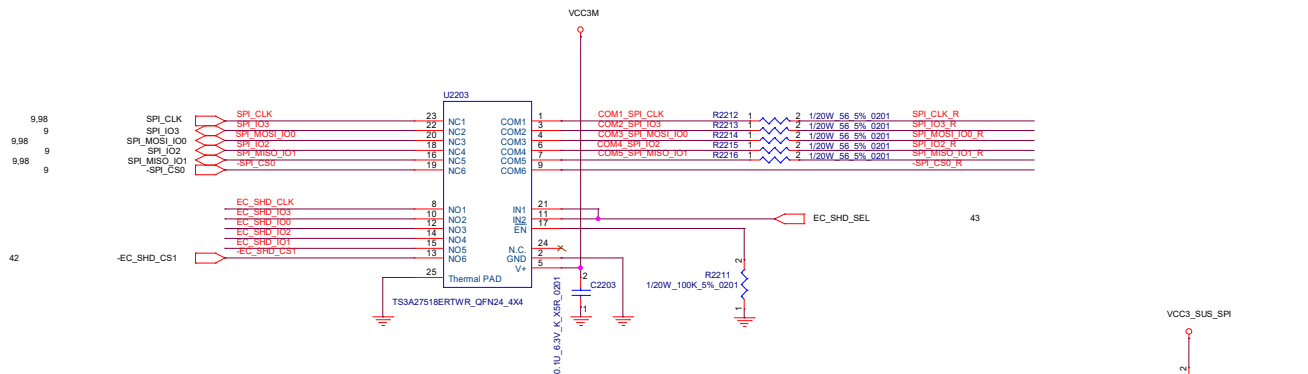 VCC3M
U2203
9,98 SPI_CLK SPI_CLK 23 NC1 COM1 1 COM1_SPI_CLK R2212 1 2 1/20W_56_5%_0201 SPI_CLK_R
9 SPI_IO3 SPI_IO3 22 NC2 COM2 3 COM2_SPI_IO3 R2213 1 2 1/20W_56_5%_0201 SPI_IO3_R
9,98 SPI_MOSI_IO0 SPI_MOSI_IO0 20 NC3 COM3 4 COM3_SPI_MOSI_IO0 R2214 1 2 1/20W_56_5%_0201 SPI_MOSI_IO0_R
9 SPI_IO2 SPI_IO2 18 NC4 COM4 6 COM4_SPI_IO2 R2215 1 2 1/20W_56_5%_0201 SPI_IO2_R
9,98 SPI_MISO_IO1 SPI_MISO_IO1 16 NC5 COM5 7 COM5_SPI_MISO_IO1 R2216 1 2 1/20W_56_5%_0201 SPI_MISO_IO1_R
9 -SPI_CS0 -SPI_CS0 19 NC6 COM6 9 -SPI_CS0_R
EC_SHD_CLK 8 NO1 IN1 21
EC_SHD_IO3 10 NO2 IN2 11 EC_SHD_SEL 43
EC_SHD_IO0 12 NO3 EN 17
EC_SHD_IO2 14 NO4
EC_SHD_IO1 15 NO5 N.C. 24
42 -EC_SHD_CS1 -EC_SHD_CS1 13 NO6 GND 2
V+ 5
25 Thermal PAD
2 C2203 1
0.1U_6.3V_K_X5R_0201
2 R2211
1/20W_100K_5%_0201
1
TS3A27518ERTWR_QFN24_4X4
VCC3_SUS_SPI
2